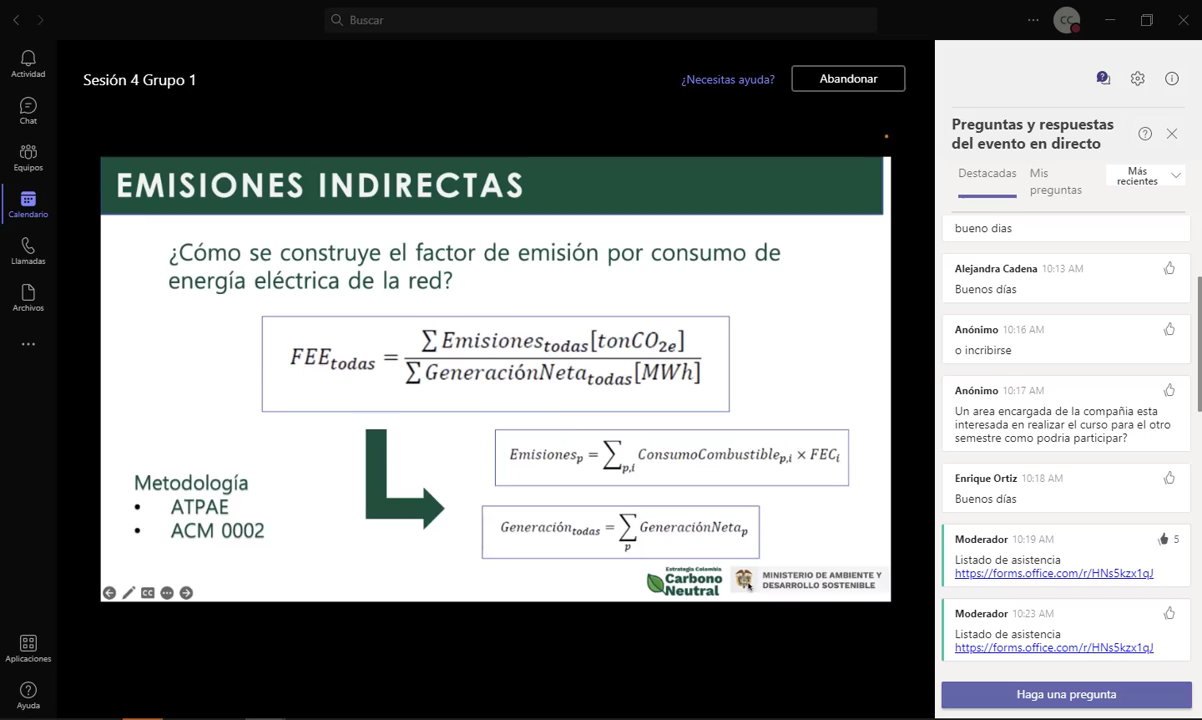 Buscar
CC
Actividad
Chat
Equipos
Calendario
Llamadas
Archivos
Aplicaciones
Ayuda
Sesión 4 Grupo 1
¿Necesitas ayuda?
Abandonar
EMISIONES INDIRECTAS
¿Cómo se construye el factor de emisión por consumo de
energía eléctrica de la red?
FEE_todas = ∑ Emisiones_todas[tonCO_2e] / ∑ GeneraciónNeta_todas[MWh]
Emisiones_p = ∑_p,i ConsumoCombustible_p,i × FEC_i
Generación_todas = ∑_p GeneraciónNeta_p
Metodología
• ATPAE
• ACM 0002
Estrategia Colombia
Carbono
Neutral
MINISTERIO DE AMBIENTE Y
DESARROLLO SOSTENIBLE
Preguntas y respuestas
del evento en directo
Destacadas
Mis
preguntas
Más
recientes
bueno dias
Alejandra Cadena 10:13 AM
Buenos días
Anónimo 10:16 AM
o incribirse
Anónimo 10:17 AM
Un area encargada de la compañia esta
interesada en realizar el curso para el otro
semestre como podria participar?
Enrique Ortiz 10:18 AM
Buenos días
Moderador 10:19 AM 5
Listado de asistencia
https://forms.office.com/r/HNs5kzx1qJ
Moderador 10:23 AM
Listado de asistencia
https://forms.office.com/r/HNs5kzx1qJ
Haga una pregunta